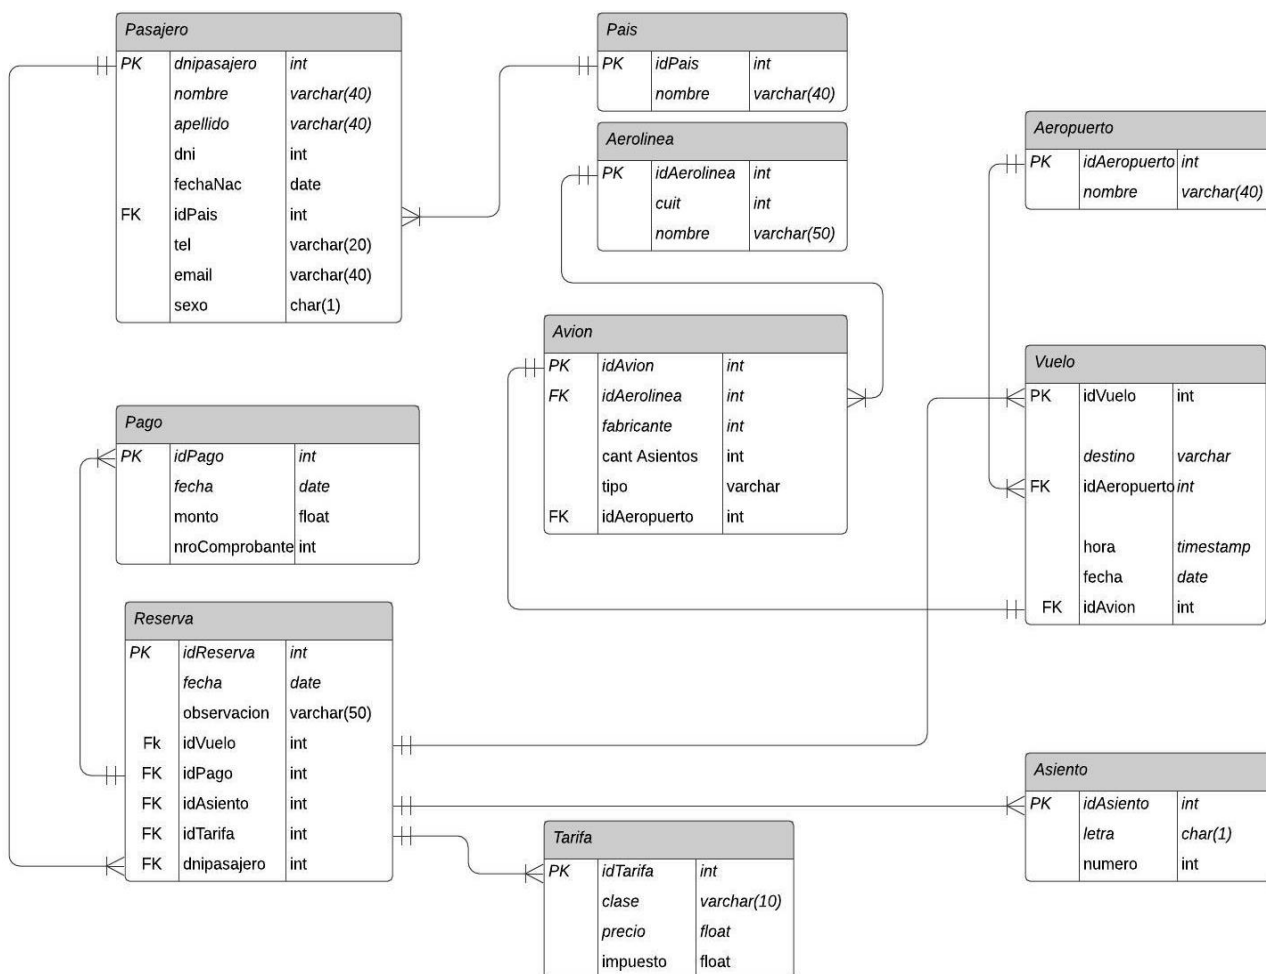 Pasajero
PK dnipasajero int
nombre varchar(40)
apellido varchar(40)
dni int
fechaNac date
FK idPais int
tel varchar(20)
email varchar(40)
sexo char(1)
Pais
PK idPais int
nombre varchar(40)
Aerolinea
PK idAerolinea int
cuit int
nombre varchar(50)
Aeropuerto
PK idAeropuerto int
nombre varchar(40)
Avion
PK idAvion int
FK idAerolinea int
fabricante int
cant Asientos int
tipo varchar
FK idAeropuerto int
Vuelo
PK idVuelo int
destino varchar
FK idAeropuerto int
hora timestamp
fecha date
FK idAvion int
Pago
PK idPago int
fecha date
monto float
nroComprobante int
Reserva
PK idReserva int
fecha date
observacion varchar(50)
Fk idVuelo int
FK idPago int
FK idAsiento int
FK idTarifa int
FK dnipasajero int
Tarifa
PK idTarifa int
clase varchar(10)
precio float
impuesto float
Asiento
PK idAsiento int
letra char(1)
numero int